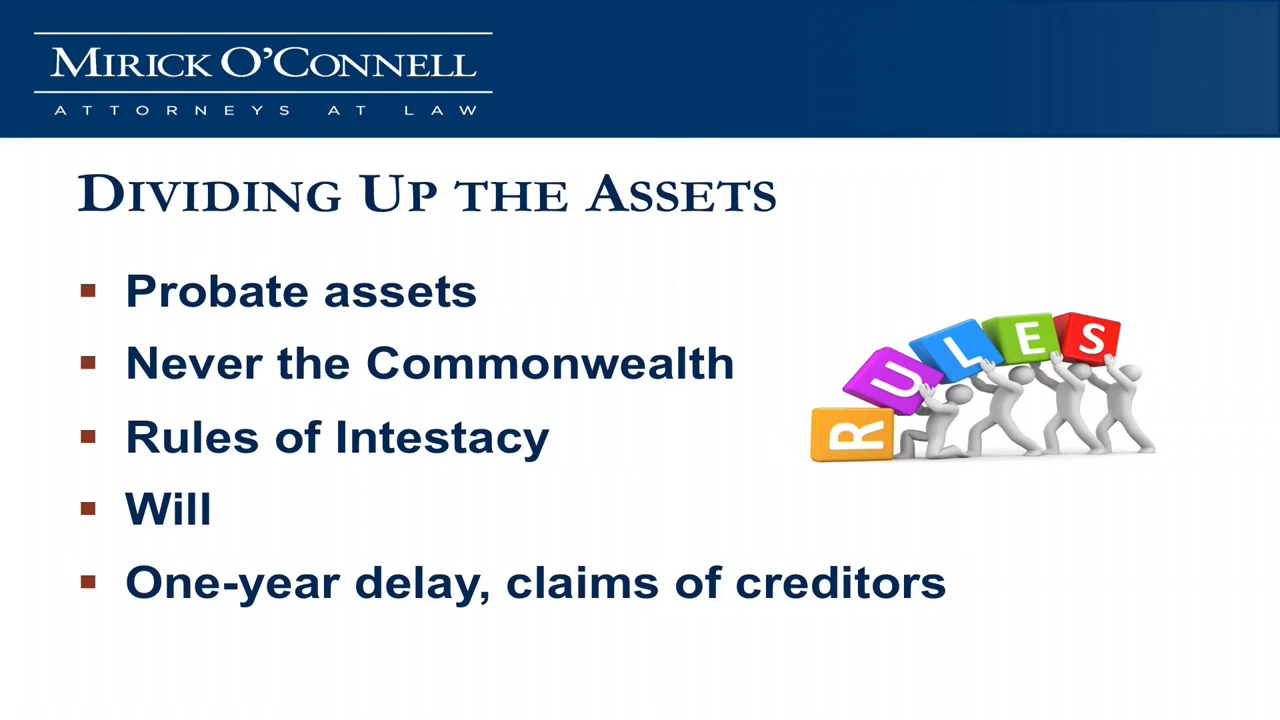 MIRICK O'CONNELL
ATTORNEYS AT LAW
DIVIDING UP THE ASSETS
Probate assets
Never the Commonwealth
Rules of Intestacy
Will
One-year delay, claims of creditors
RULES